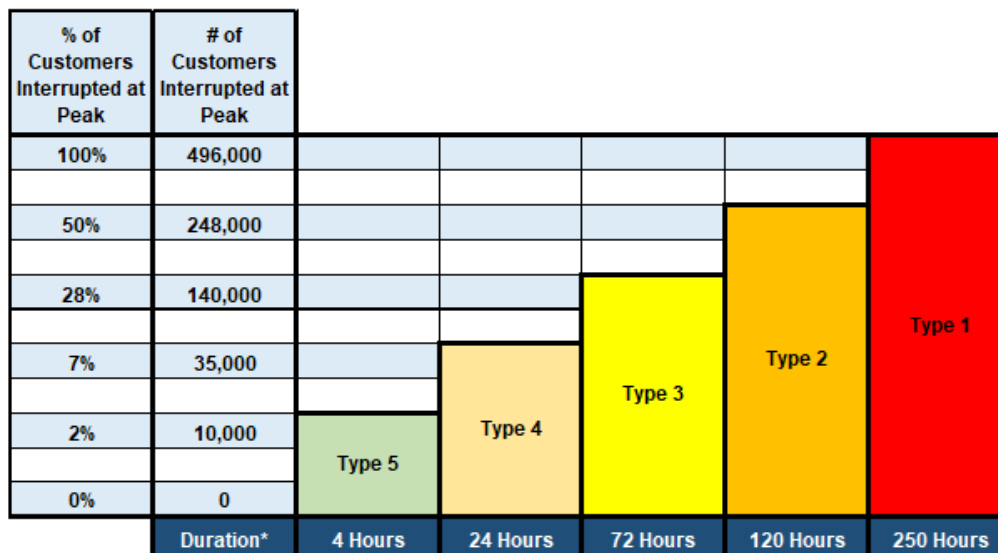 % of
Customers
Interrupted at
Peak
# of
Customers
Interrupted at
Peak
100% 496,000
50% 248,000
28% 140,000
Type 1
7% 35,000
Type 2
Type 3
2% 10,000
Type 4
Type 5
0% 0
Duration* 4 Hours 24 Hours 72 Hours 120 Hours 250 Hours